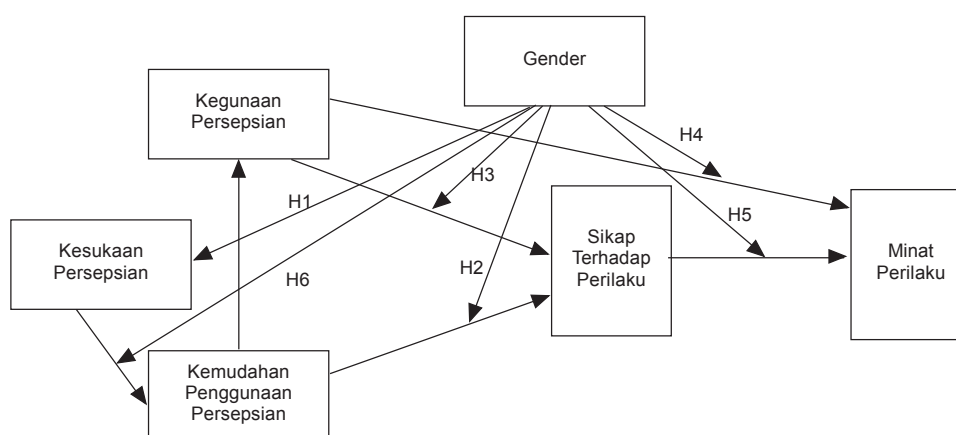 Gender
Kegunaan
Persepsian
H4
H3
H1
Kesukaan
Persepsian
H5
Sikap
Terhadap
Perilaku
Minat
Perilaku
H2
H6
Kemudahan
Penggunaan
Persepsian